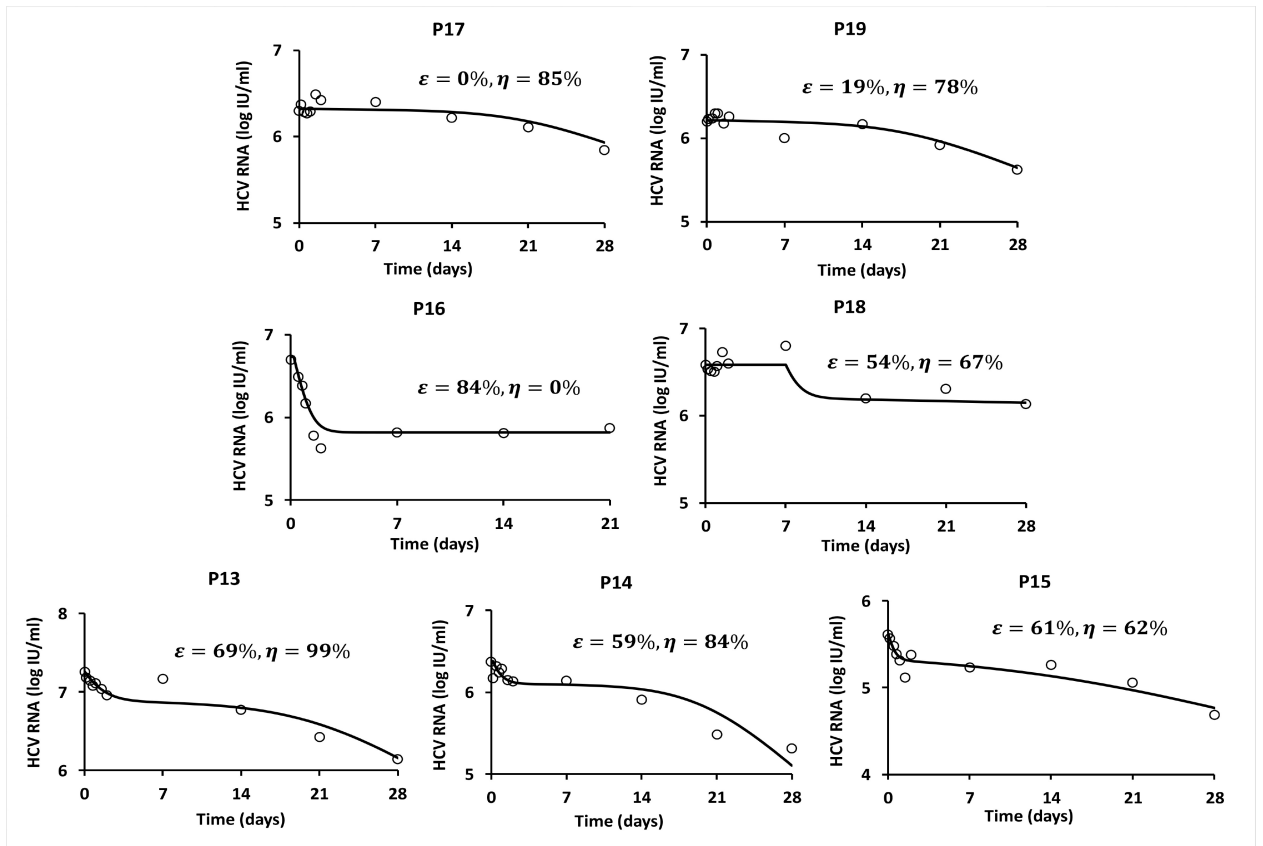 P17
HCV RNA (log IU/ml)
7
6
5
ε = 0%, η = 85%
0 7 14 21 28
Time (days)
P19
HCV RNA (log IU/ml)
7
6
5
ε = 19%, η = 78%
0 7 14 21 28
Time (days)
P16
HCV RNA (log IU/ml)
7
6
5
ε = 84%, η = 0%
0 7 14 21
Time (days)
P18
HCV RNA (log IU/ml)
7
6
5
ε = 54%, η = 67%
0 7 14 21 28
Time (days)
P13
HCV RNA (log IU/ml)
8
7
6
ε = 69%, η = 99%
0 7 14 21 28
Time (days)
P14
HCV RNA (log IU/ml)
7
6
5
ε = 59%, η = 84%
0 7 14 21 28
Time (days)
P15
HCV RNA (log IU/ml)
6
5
4
ε = 61%, η = 62%
0 7 14 21 28
Time (days)